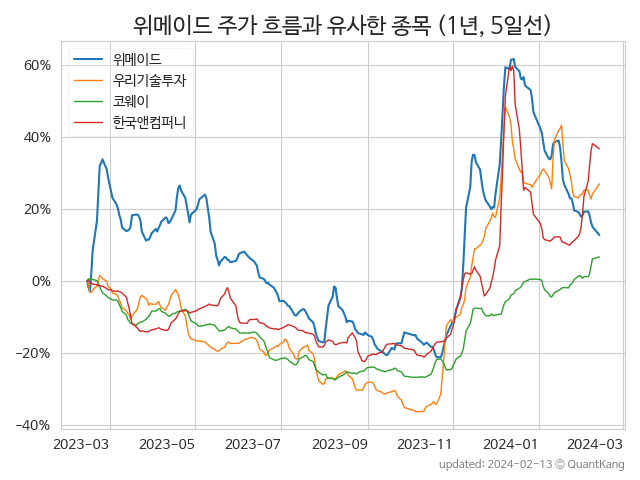 위메이드 주가 흐름과 유사한 종목 (1년, 5일선)
위메이드
우리기술투자
코웨이
한국앤컴퍼니
60%
40%
20%
0%
−20%
−40%
2023-03 2023-05 2023-07 2023-09 2023-11 2024-01 2024-03
updated: 2024-02-13 © QuantKang